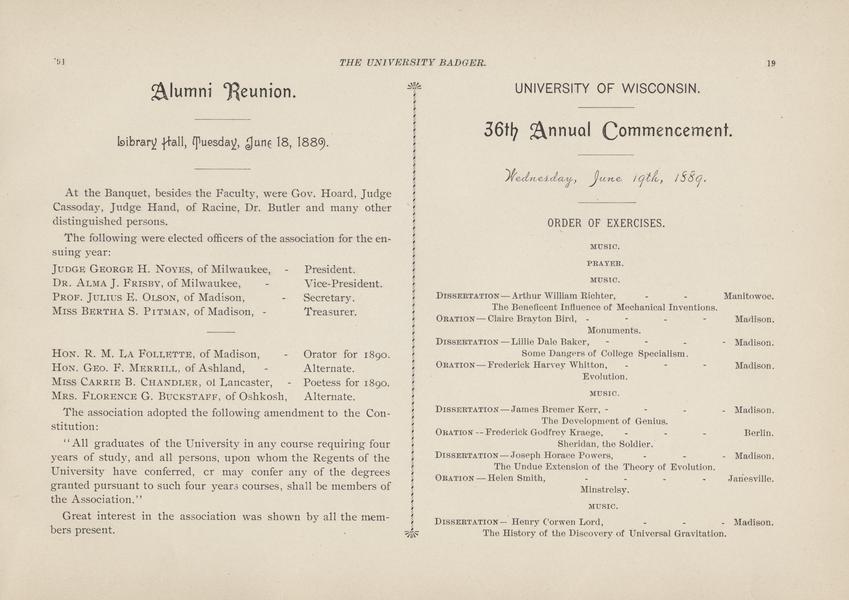 '91
THE UNIVERSITY BADGER.
19
Alumni Reunion.
Library Hall, Tuesday, June 18, 1889.
At the Banquet, besides the Faculty, were Gov. Hoard, Judge
Cassoday, Judge Hand, of Racine, Dr. Butler and many other
distinguished persons.
The following were elected officers of the association for the en-
suing year:
JUDGE GEORGE H. NOYES, of Milwaukee, - President.
DR. ALMA J. FRISBY, of Milwaukee, - Vice-President.
PROF. JULIUS E. OLSON, of Madison, - Secretary.
MISS BERTHA S. PITMAN, of Madison, - Treasurer.
HON. R. M. LA FOLLETTE, of Madison, - Orator for 1890.
HON. GEO. F. MERRILL, of Ashland, - Alternate.
MISS CARRIE B. CHANDLER, ol Lancaster, - Poetess for 1890.
MRS. FLORENCE G. BUCKSTAFF, of Oshkosh, Alternate.
The association adopted the following amendment to the Con-
stitution:
"All graduates of the University in any course requiring four
years of study, and all persons, upon whom the Regents of the
University have conferred, cr may confer any of the degrees
granted pursuant to such four years courses, shall be members of
the Association."
Great interest in the association was shown by all the mem-
bers present.
UNIVERSITY OF WISCONSIN.
36th Annual Commencement.
Wednesday, June 19th, 1889.
ORDER OF EXERCISES.
MUSIC.
PRAYER.
MUSIC.
DISSERTATION—Arthur William Richter, - - Manitowoc.
The Beneficent Influence of Mechanical Inventions.
ORATION—Claire Brayton Bird, - - - - Madison.
Monuments.
DISSERTATION—Lillie Dale Baker, - - - - Madison.
Some Dangers of College Specialism.
ORATION—Frederick Harvey Whitton, - - - Madison.
Evolution.
MUSIC.
DISSERTATION—James Bremer Kerr, - - - - Madison.
The Development of Genius.
ORATION--Frederick Godfrey Kraege, - - - Berlin.
Sheridan, the Soldier.
DISSERTATION—Joseph Horace Powers, - - - Madison.
The Undue Extension of the Theory of Evolution.
ORATION—Helen Smith, - - - - Janesville.
Minstrelsy.
MUSIC.
DISSERTATION— Henry Corwen Lord, - - - Madison.
The History of the Discovery of Universal Gravitation.